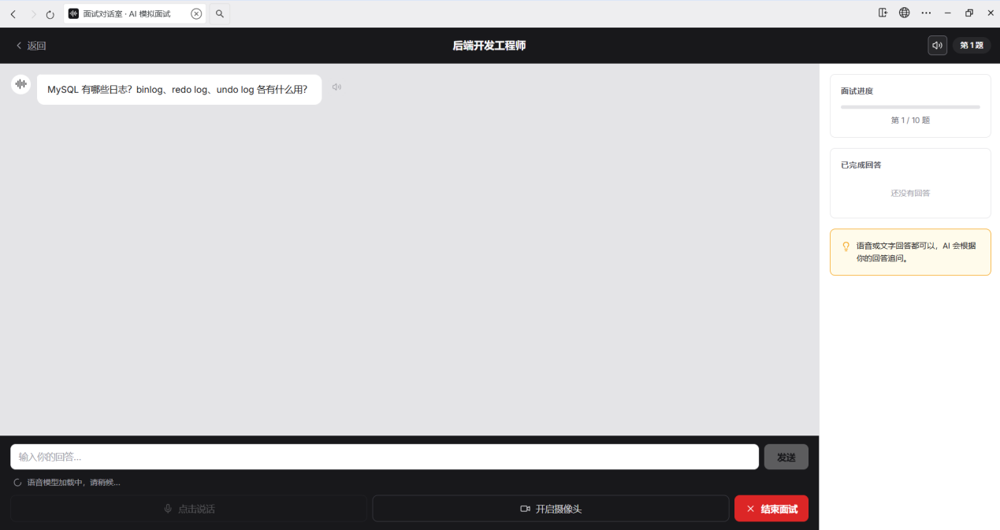 面试对话室 · AI 模拟面试
返回
后端开发工程师
第 1 题
MySQL 有哪些日志？binlog、redo log、undo log 各有什么用？
面试进度
第 1 / 10 题
已完成回答
还没有回答
语音或文字回答都可以，AI 会根据
你的回答追问。
输入你的回答...
发送
语音模型加载中，请稍候...
点击说话
开启摄像头
结束面试